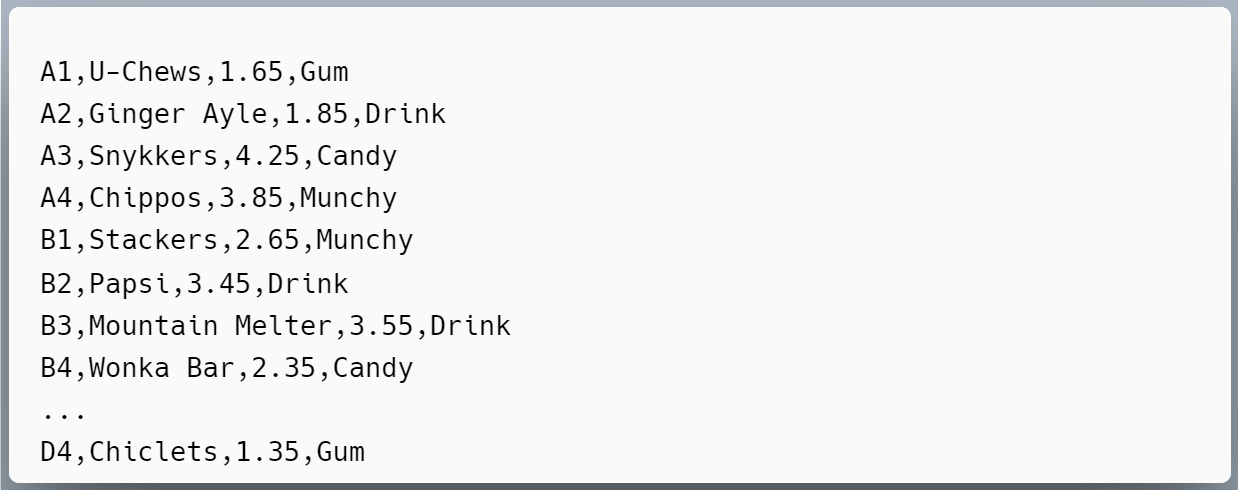 A1,U-Chews,1.65,Gum
A2,Ginger Ayle,1.85,Drink
A3,Snykkers,4.25,Candy
A4,Chippos,3.85,Munchy
B1,Stackers,2.65,Munchy
B2,Papsi,3.45,Drink
B3,Mountain Melter,3.55,Drink
B4,Wonka Bar,2.35,Candy
...
D4,Chiclets,1.35,Gum